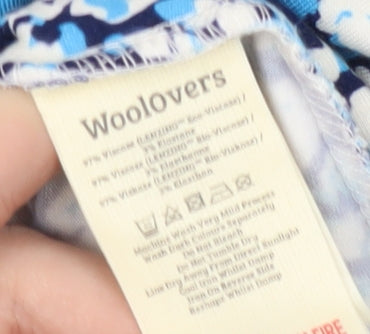 Woolovers
97% Viscose (LENZING™ Eco-Viscose) /
3% Elastane
97% Viscose (LENZING™ Bio-Viscose) /
3% Elasthanne
97% Viskose (LENZING™ Bio-Viskose) /
3% Elasthan
Machine Wash Very Mild Process
Wash Dark Colours Separately
Do Not Bleach
Do Not Tumble Dry
Line Dry Away From Direct Sunlight
Cool Iron Whilst Damp
Iron On Reverse Side
Reshape Whilst Damp
FIRE